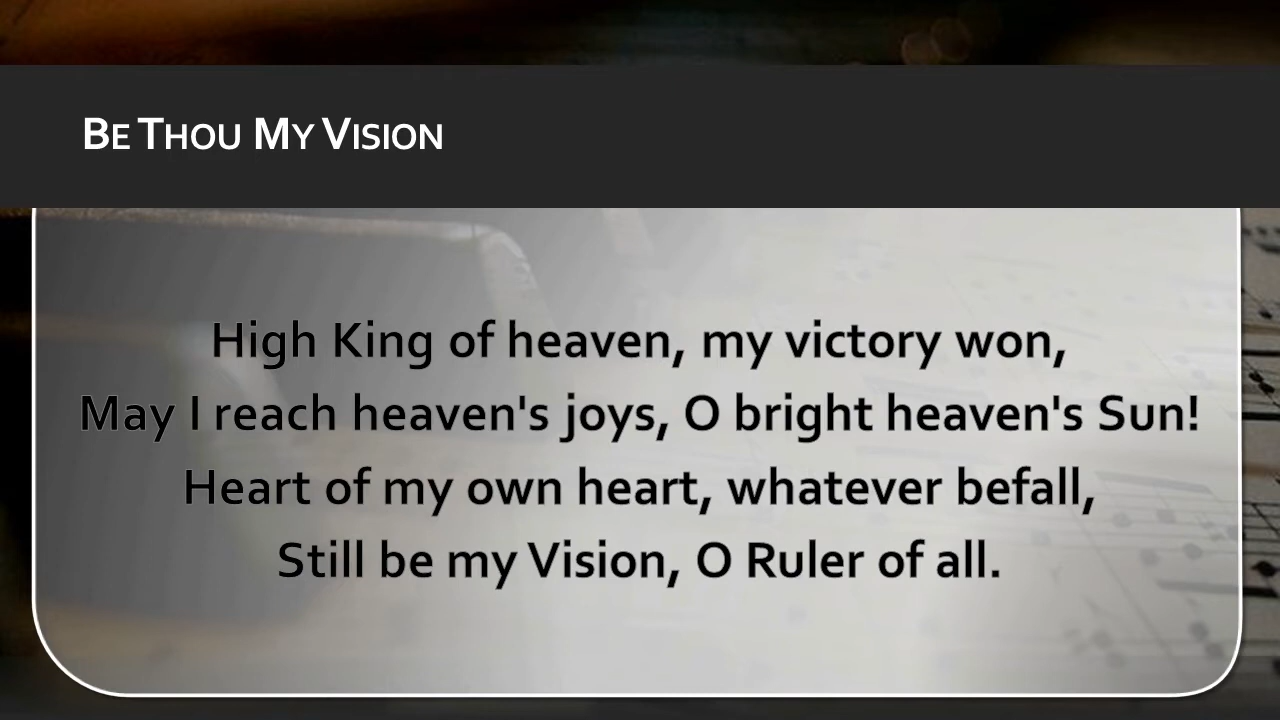 Be Thou My Vision
High King of heaven, my victory won,
May I reach heaven's joys, O bright heaven's Sun!
Heart of my own heart, whatever befall,
Still be my Vision, O Ruler of all.